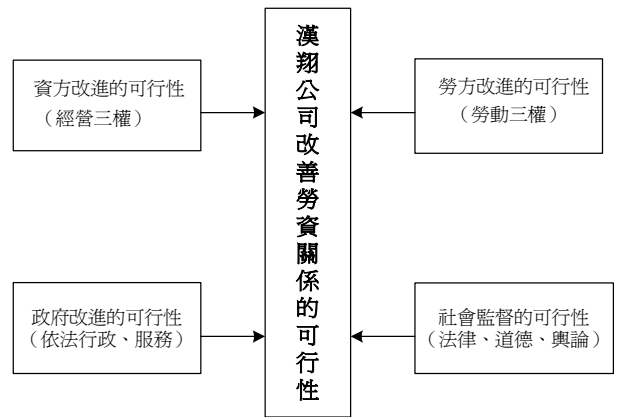 漢翔公司改善勞資關係的可行性
資方改進的可行性
（經營三權）
勞方改進的可行性
（勞動三權）
政府改進的可行性
（依法行政、服務）
社會監督的可行性
（法律、道德、輿論）